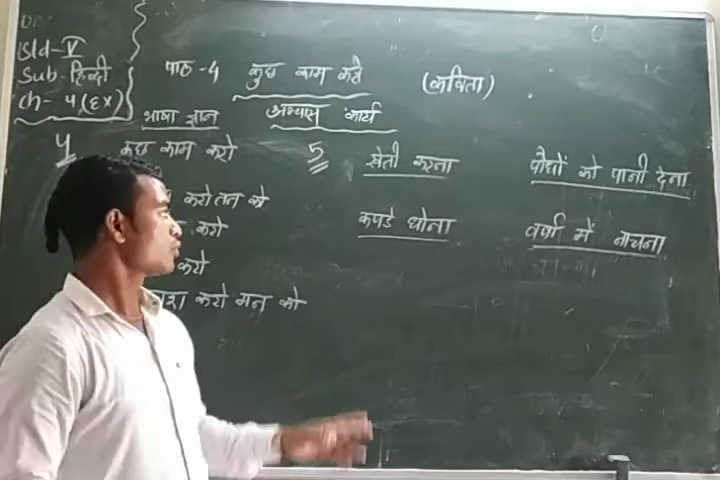 Std-V
Sub-हिन्दी
Ch-4(Ex)
पाठ-4 कुछ काम करो (कविता)
भाषा ज्ञान अभ्यास कार्य
4 कुछ काम करो
करो तन को
करो
करो
करो मन को
5 खेती करना पौधों को पानी देना
कपडे धोना वर्षा में नाचना